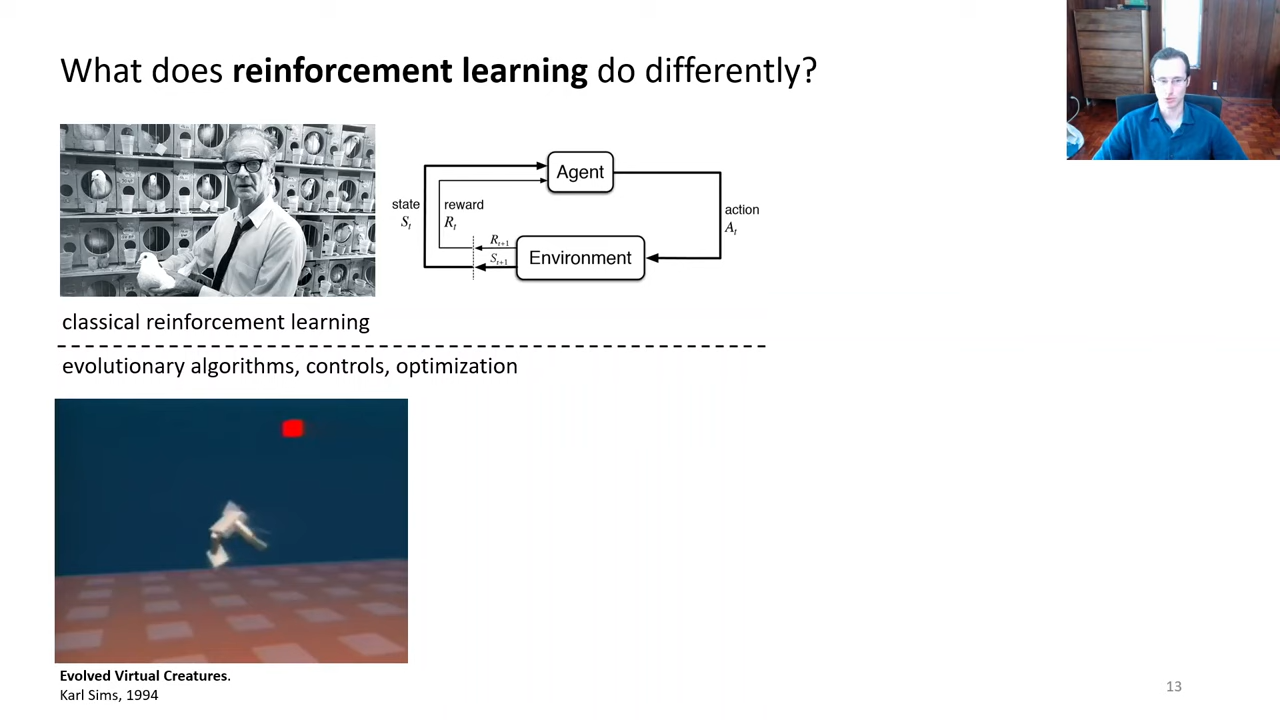 What does reinforcement learning do differently?
Agent
state
S_t
reward
R_t
action
A_t
R_{t+1}
S_{t+1}
Environment
classical reinforcement learning
evolutionary algorithms, controls, optimization
Evolved Virtual Creatures.
Karl Sims, 1994
13